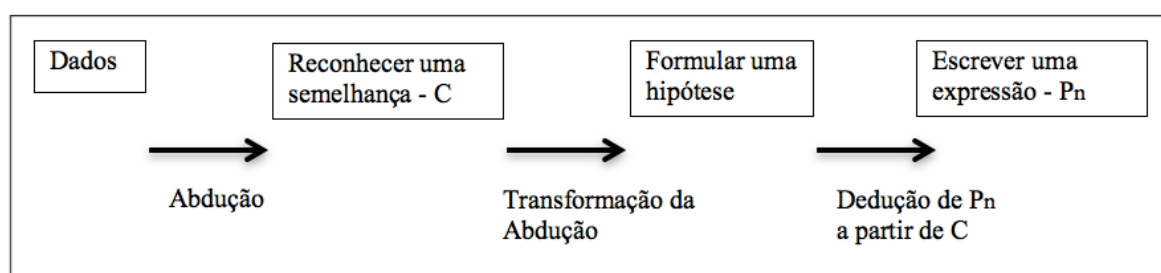 Dados
Reconhecer uma
semelhança - C
Formular uma
hipótese
Escrever uma
expressão - Pn
Abdução
Transformação da
Abdução
Dedução de Pn
a partir de C